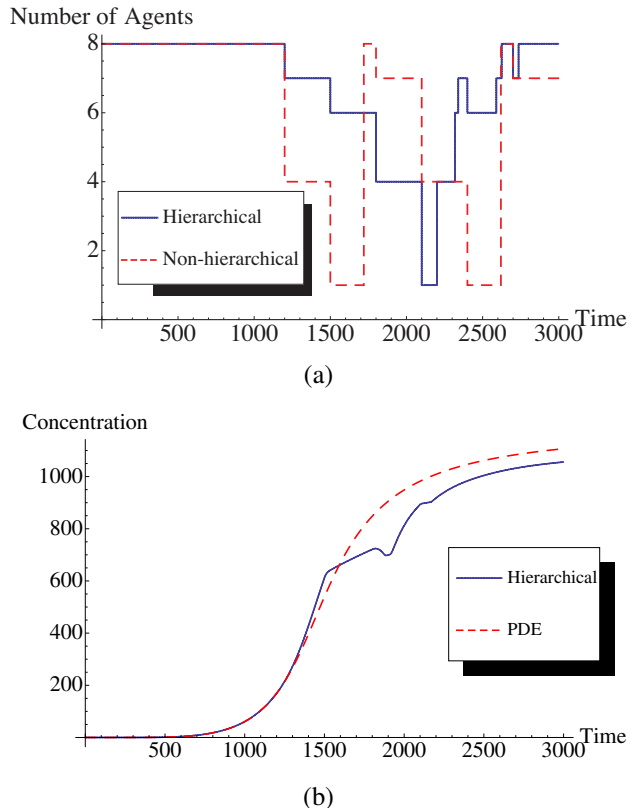 Number of Agents
8
6
4
2
Hierarchical
Non-hierarchical
500 1000 1500 2000 2500 3000 Time
(a)
Concentration
1000
800
600
400
200
Hierarchical
PDE
500 1000 1500 2000 2500 3000 Time
(b)